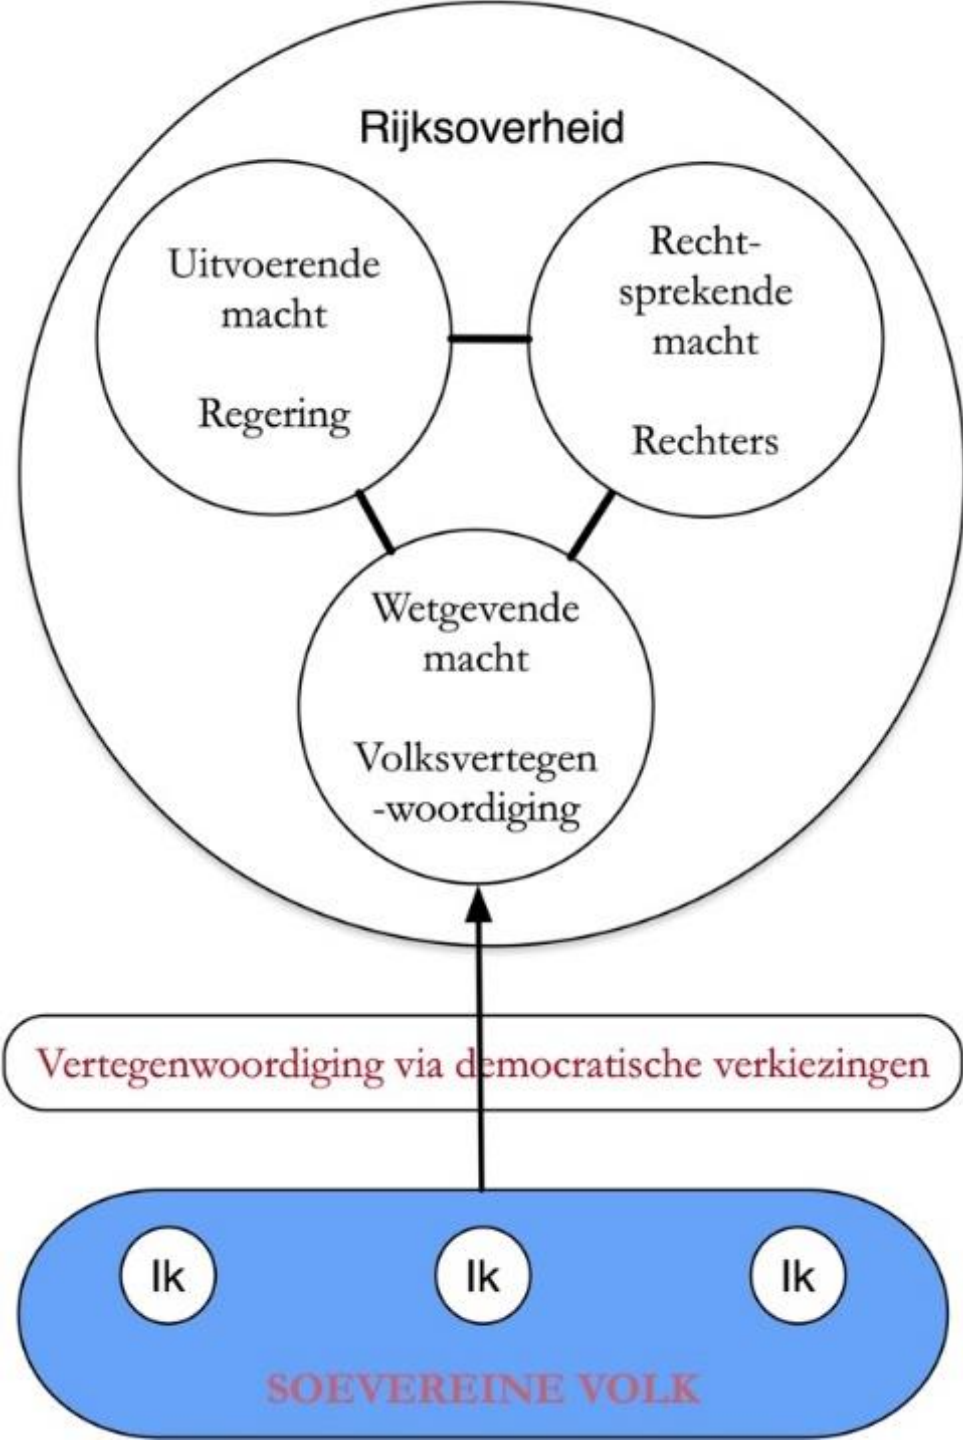 Rijksoverheid
Uitvoerende
macht
Regering
Recht-
sprekende
macht
Rechters
Wetgevende
macht
Volksvertegen
-woordiging
Vertegenwoordiging via democratische verkiezingen
Ik
Ik
Ik
SOEVEREINE VOLK